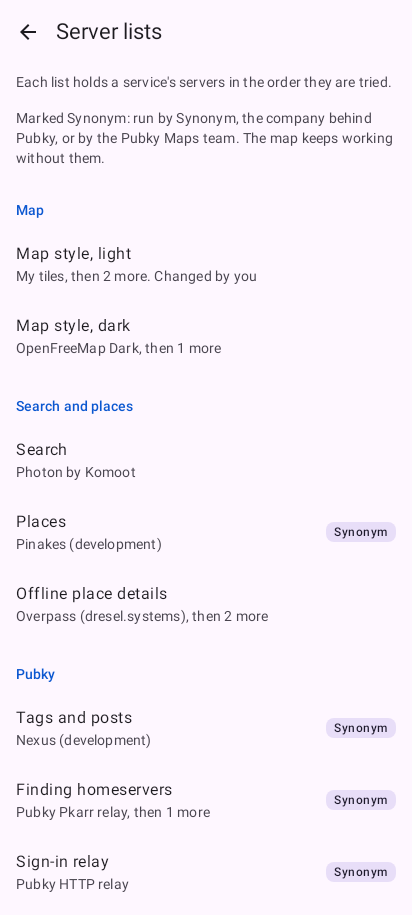 Server lists
Each list holds a service's servers in the order they are tried.
Marked Synonym: run by Synonym, the company behind
Pubky, or by the Pubky Maps team. The map keeps working
without them.
Map
Map style, light
My tiles, then 2 more. Changed by you
Map style, dark
OpenFreeMap Dark, then 1 more
Search and places
Search
Photon by Komoot
Places
Pinakes (development)
Synonym
Offline place details
Overpass (dresel.systems), then 2 more
Pubky
Tags and posts
Nexus (development)
Synonym
Finding homeservers
Pubky Pkarr relay, then 1 more
Synonym
Sign-in relay
Pubky HTTP relay
Synonym